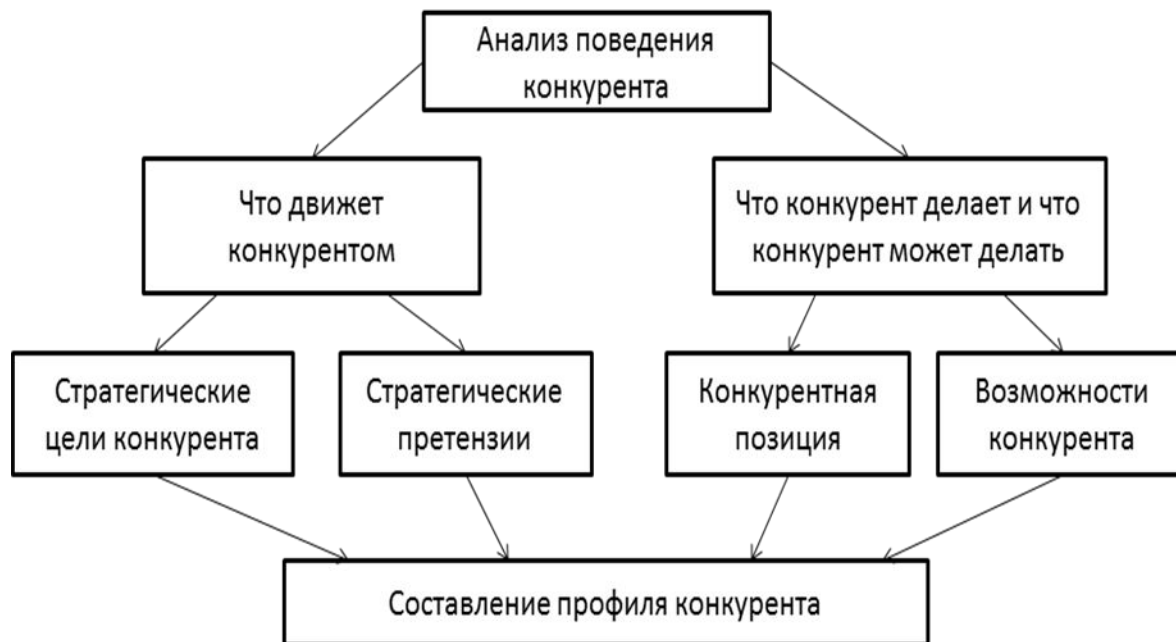 Анализ поведения
конкурента
Что движет
конкурентом
Что конкурент делает и что
конкурент может делать
Стратегические
цели конкурента
Стратегические
претензии
Конкурентная
позиция
Возможности
конкурента
Составление профиля конкурента